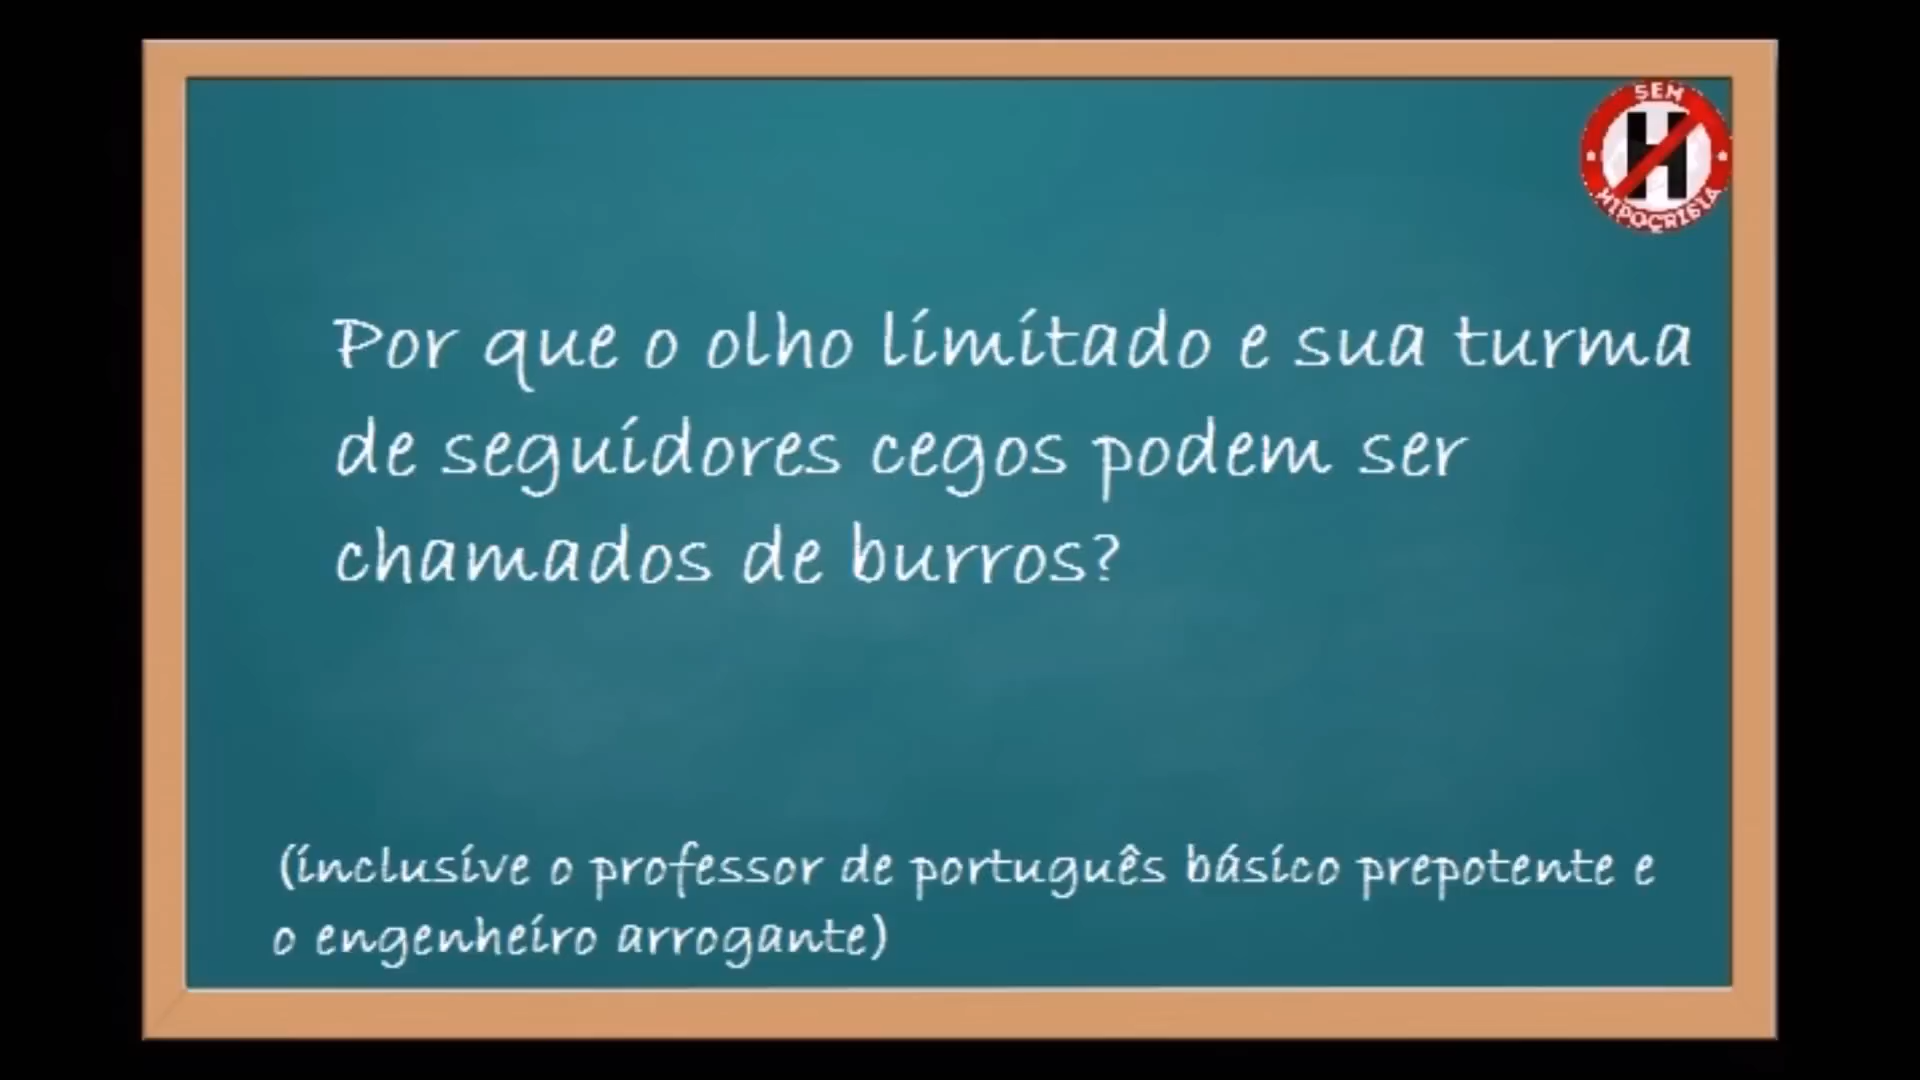 SEM
H
HIPOCRISIA
Por que o olho limitado e sua turma
de seguidores cegos podem ser
chamados de burros?
(inclusive o professor de português básico prepotente e
o engenheiro arrogante)